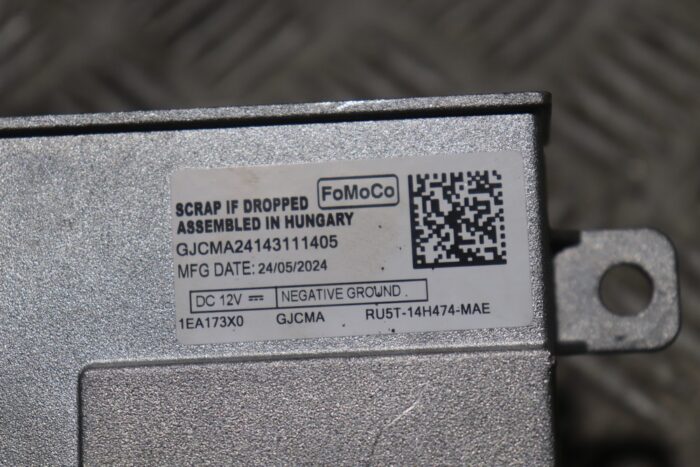 SCRAP IF DROPPED FoMoCo
ASSEMBLED IN HUNGARY
GJCMA24143111405
MFG DATE: 24/05/2024
DC 12V NEGATIVE GROUND
1EA173X0 GJCMA RU5T-14H474-MAE